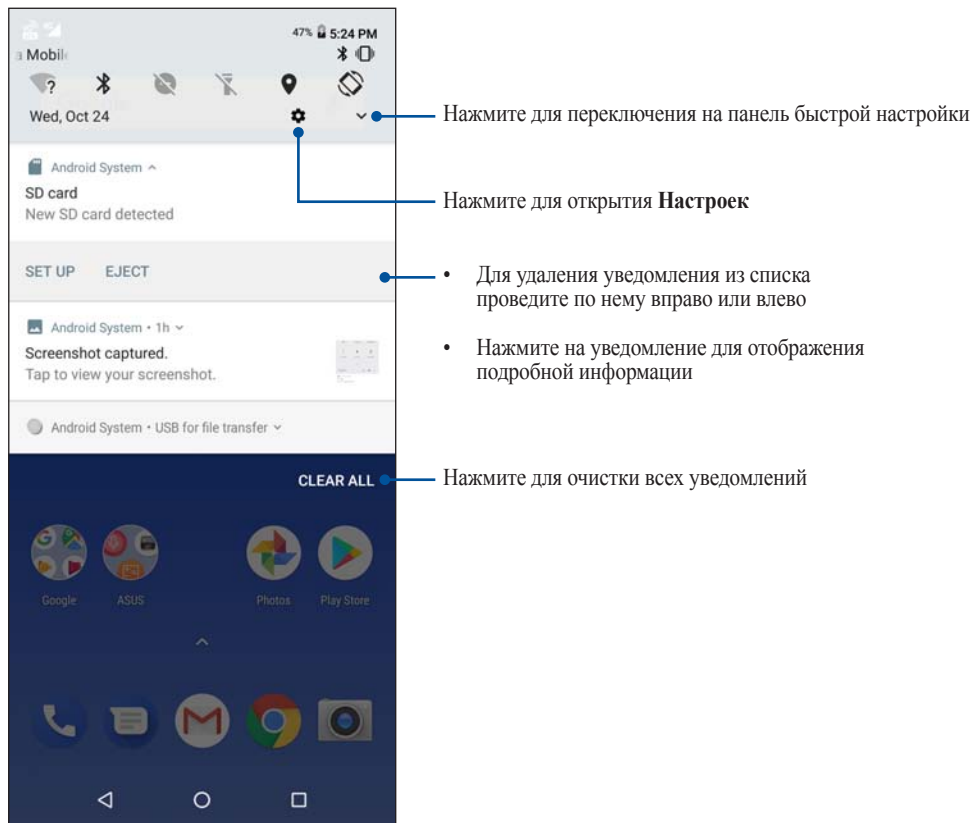 47% 5:24 PM
a Mobil
Wed, Oct 24
Нажмите для переключения на панель быстрой настройки
Android System
SD card
New SD card detected
Нажмите для открытия Настроек
SET UP EJECT
• Для удаления уведомления из списка
проведите по нему вправо или влево
Android System • 1h
Screenshot captured.
Tap to view your screenshot.
• Нажмите на уведомление для отображения
подробной информации
Android System • USB for file transfer
CLEAR ALL
Нажмите для очистки всех уведомлений
Google ASUS Photos Play Store